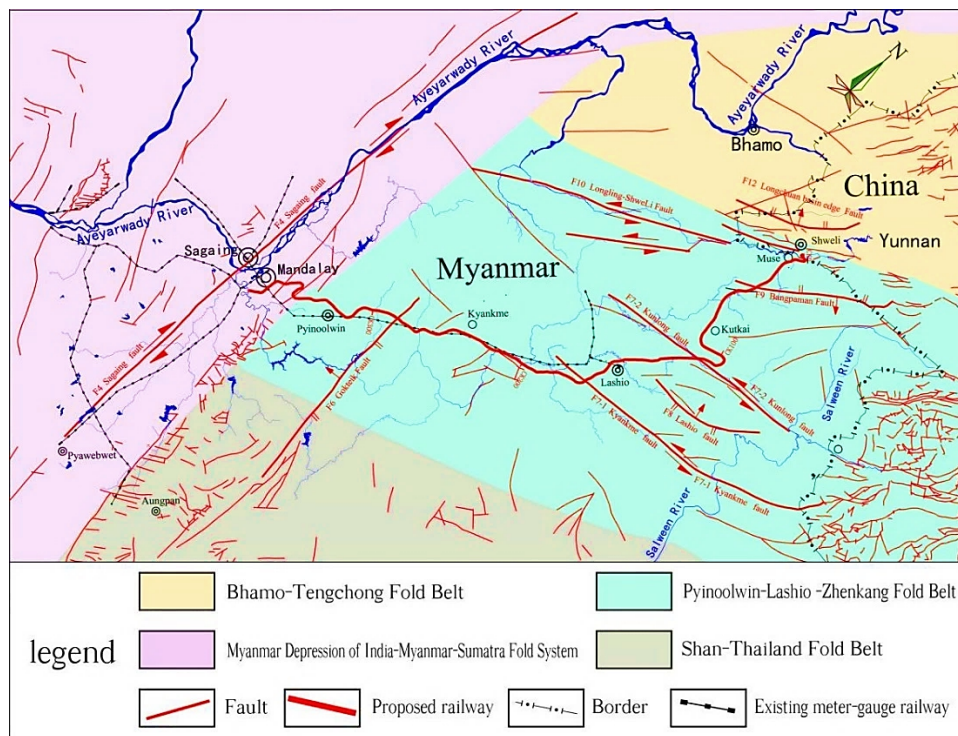 Ayeyarwady River
Ayeyarwady River
Bhamo
N
China
F12 Longchuan basin edge Fault
F10 Longling-ShweLi Fault
F4 Sagaing fault
Ayeyarwady River
Shweli
Yunnan
Muse
Sagaing
Mandalay
Myanmar
F9 Bangpaman Fault
Pyinoolwin
Kyankme
F7-2 Kunlong fault
Kutkai
F4 Sagaing fault
F6 Gokteik Fault
Lashio
Salween River
F7-2 Kunlong fault
F8 Lashio fault
F7-1 Kyankme fault
Pyawebwet
F7-1 Kyankme fault
Aungpan
Salween River
legend
Bhamo-Tengchong Fold Belt
Pyinoolwin-Lashio -Zhenkang Fold Belt
Myanmar Depression of India-Myanmar-Sumatra Fold System
Shan-Thailand Fold Belt
Fault
Proposed railway
Border
Existing meter-gauge railway